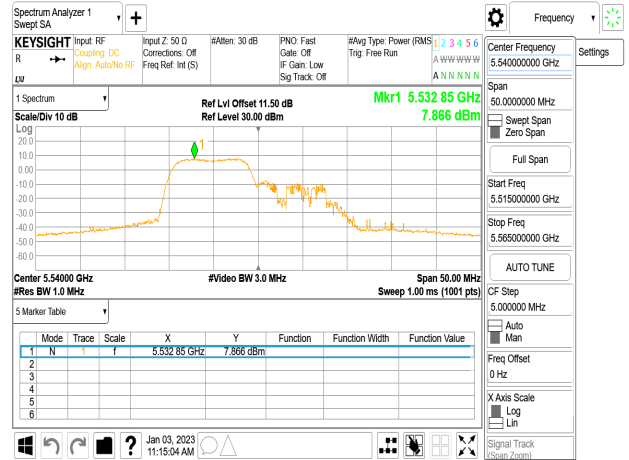 Spectrum Analyzer 1
Swept SA
Frequency
Settings
KEYSIGHT
R
LXI
Input: RF
Coupling: DC
Align: Auto/No RF
Input Z: 50 Ω
Corrections: Off
Freq Ref: Int (S)
#Atten: 30 dB
PNO: Fast
Gate: Off
IF Gain: Low
Sig Track: Off
#Avg Type: Power (RMS
Trig: Free Run
1 2 3 4 5 6
A W W W W W
A N N N N N
1 Spectrum
Scale/Div 10 dB
Ref Lvl Offset 11.50 dB
Ref Level 30.00 dBm
Mkr1 5.532 85 GHz
7.866 dBm
Log
20.0
10.0
0.00
-10.0
-20.0
-30.0
-40.0
-50.0
-60.0
1
Center 5.54000 GHz
#Res BW 1.0 MHz
#Video BW 3.0 MHz
Span 50.00 MHz
Sweep 1.00 ms (1001 pts)
5 Marker Table
Mode Trace Scale X Y Function Function Width Function Value
1 N 1 f 5.532 85 GHz 7.866 dBm
2
3
4
5
6
Jan 03, 2023
11:15:04 AM
Center Frequency
5.540000000 GHz
Span
50.0000000 MHz
Swept Span
Zero Span
Full Span
Start Freq
5.515000000 GHz
Stop Freq
5.565000000 GHz
AUTO TUNE
CF Step
5.000000 MHz
Auto
Man
Freq Offset
0 Hz
X Axis Scale
Log
Lin
Signal Track
(Span Zoom)